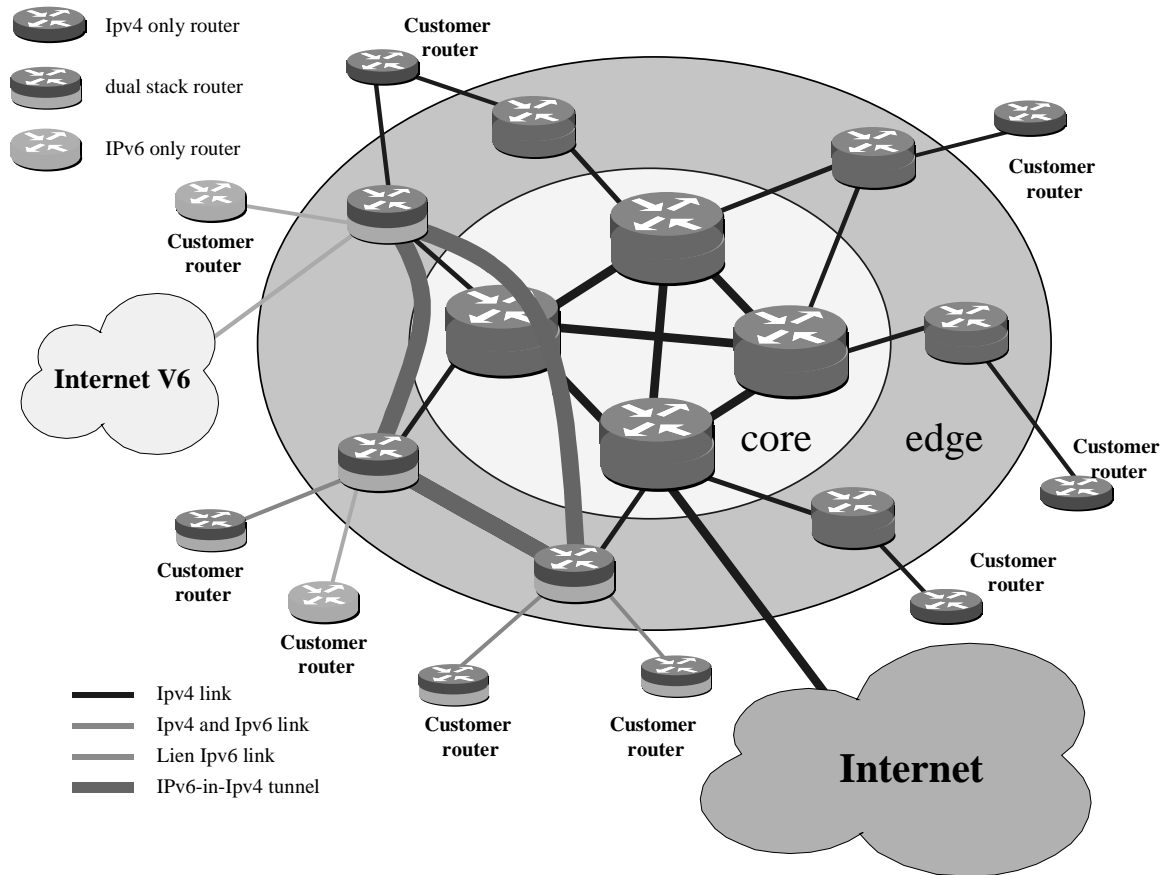 Ipv4 only router
dual stack router
IPv6 only router
Customer
router
Customer
router
Customer
router
Internet V6
core
edge
Customer
router
Customer
router
Customer
router
Customer
router
Customer
router
Customer
router
Ipv4 link
Ipv4 and Ipv6 link
Lien Ipv6 link
IPv6-in-Ipv4 tunnel
Internet